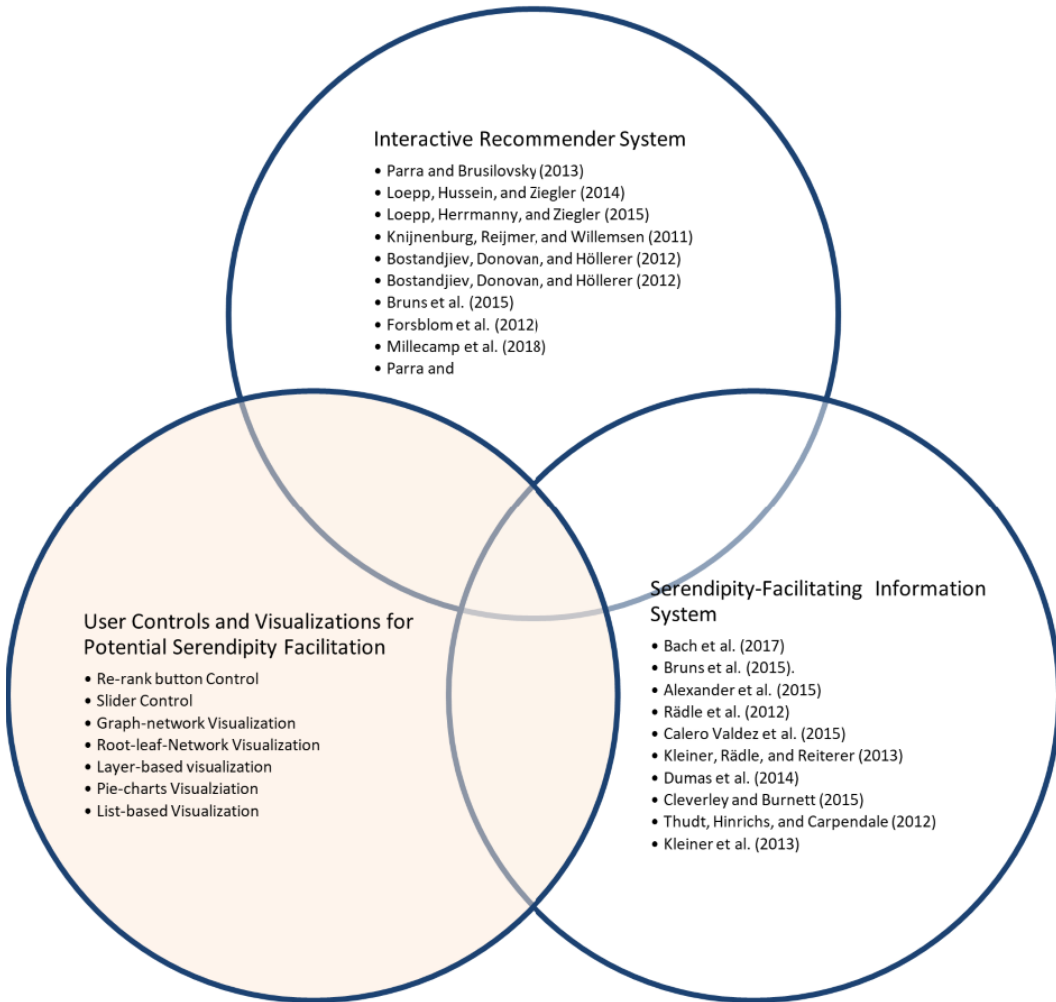 Interactive Recommender System
• Parra and Brusilovsky (2013)
• Loepp, Hussein, and Ziegler (2014)
• Loepp, Herrmanny, and Ziegler (2015)
• Knijnenburg, Reijmer, and Willemsen (2011)
• Bostandjiev, Donovan, and Höllerer (2012)
• Bostandjiev, Donovan, and Höllerer (2012)
• Bruns et al. (2015)
• Forsblom et al. (2012)
• Millecamp et al. (2018)
• Parra and
User Controls and Visualizations for
Potential Serendipity Facilitation
• Re-rank button Control
• Slider Control
• Graph-network Visualization
• Root-leaf-Network Visualization
• Layer-based visualization
• Pie-charts Visualziation
• List-based Visualization
Serendipity-Facilitating Information
System
• Bach et al. (2017)
• Bruns et al. (2015).
• Alexander et al. (2015)
• Rädle et al. (2012)
• Calero Valdez et al. (2015)
• Kleiner, Rädle, and Reiterer (2013)
• Dumas et al. (2014)
• Cleverley and Burnett (2015)
• Thudt, Hinrichs, and Carpendale (2012)
• Kleiner et al. (2013)